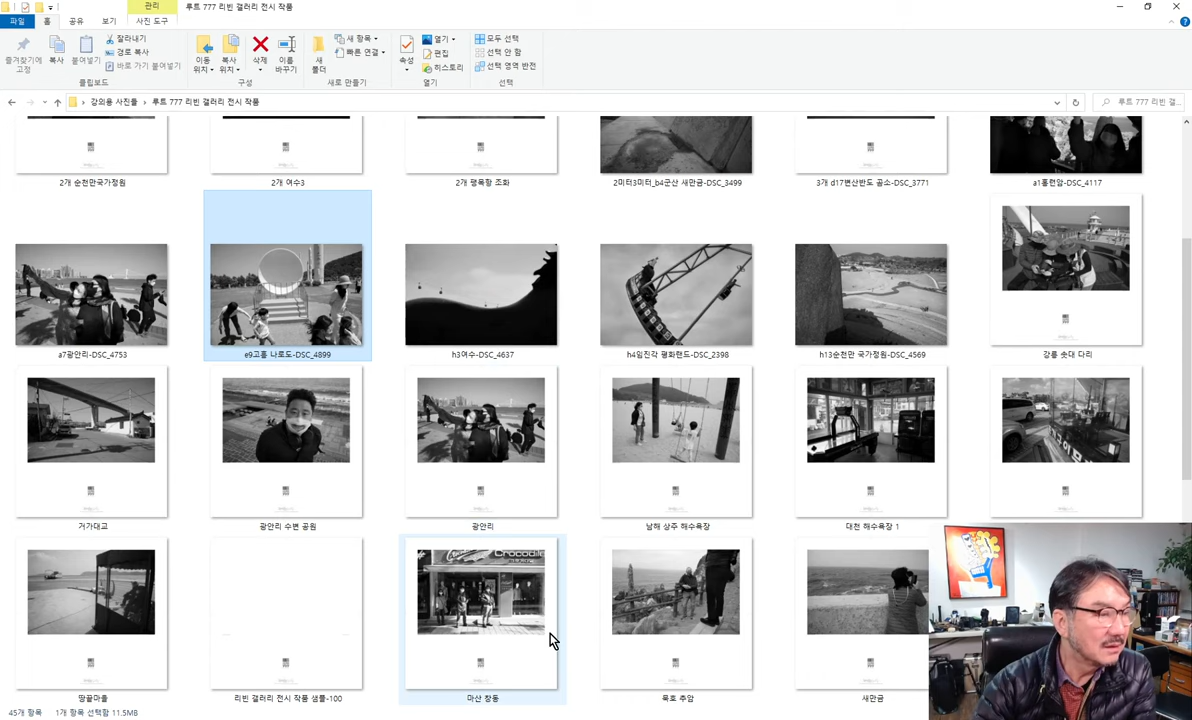 관리
루트 777 리빈 갤러리 전시 작품
파일
홈
공유
보기
사진 도구
즐겨찾기에 고정
복사
붙여넣기
잘라내기
경로 복사
바로 가기 붙여넣기
클립보드
이동 위치
복사 위치
삭제
이름 바꾸기
구성
새 폴더
새 항목
빠른 연결
새로 만들기
속성
열기
편집
히스토리
열기
모두 선택
선택 안 함
선택 영역 반전
선택
강의용 사진들 › 루트 777 리빈 갤러리 전시 작품
루트 777 리빈 갤...
2개 순천만국가정원
2개 여수3
2개 팽목항 조화
2미터3미터_b4군산 새만금-DSC_3499
3개 d17변산반도 곰소-DSC_3771
a1홍련암-DSC_4117
a7광안리-DSC_4753
e9고흥 나로도-DSC_4899
h3여수-DSC_4637
h4임진각 평화랜드-DSC_2398
h13순천만 국가정원-DSC_4569
강릉 솟대 다리
거가대교
광안리 수변 공원
광안리
남해 상주 해수욕장
대천 해수욕장 1
땅끝마을
리빈 갤러리 전시 작품 샘플-100
Crocodile
마산 창동
묵호 추암
새만금
45개 항목
1개 항목 선택함 11.5MB